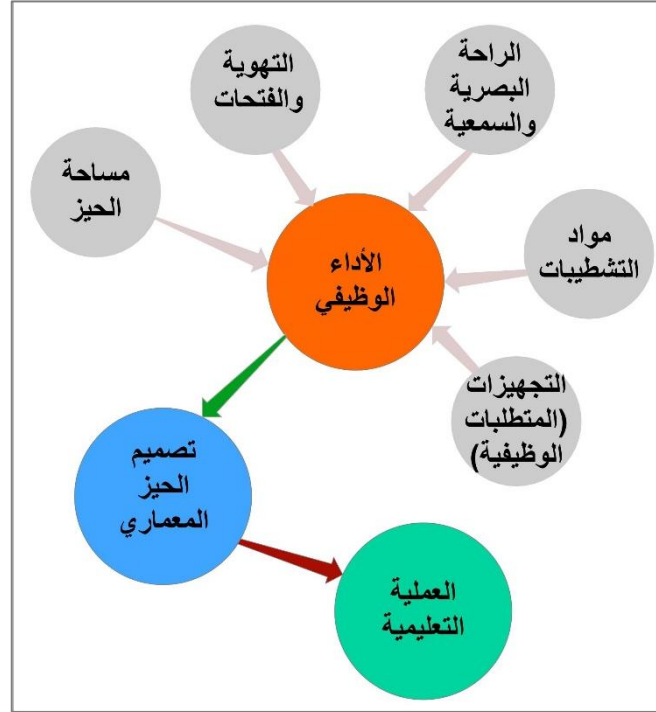 الراحة
البصرية
والسمعية
التهوية
والفتحات
مساحة
الحيز
مواد
التشطيبات
الأداء
الوظيفي
التجهيزات
(المتطلبات
الوظيفية)
تصميم
الحيز
المعماري
العملية
التعليمية